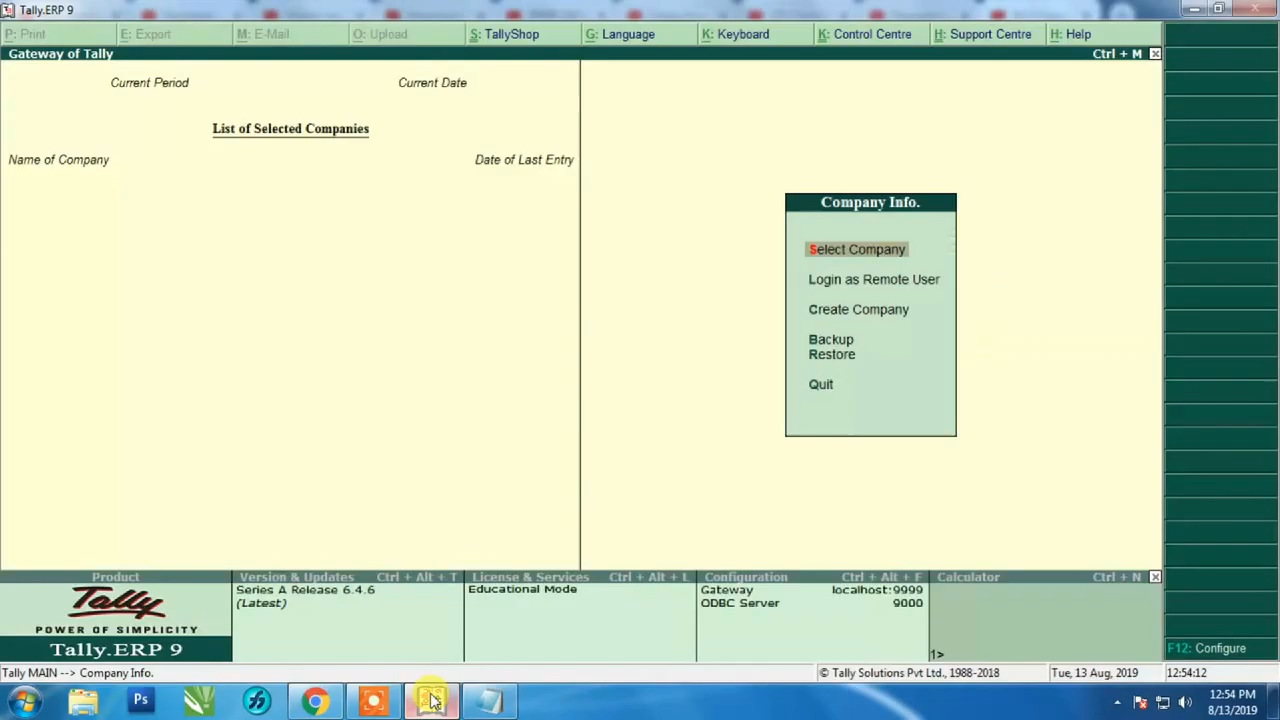 Tally.ERP 9
P: Print E: Export M: E-Mail O: Upload S: TallyShop G: Language K: Keyboard K: Control Centre H: Support Centre H: Help
Gateway of Tally Ctrl + M
Current Period Current Date
List of Selected Companies
Name of Company Date of Last Entry
Company Info.
Select Company
Login as Remote User
Create Company
Backup
Restore
Quit
Product Version & Updates Ctrl + Alt + T License & Services Ctrl + Alt + L Configuration Ctrl + Alt + F Calculator Ctrl + N
Tally
POWER OF SIMPLICITY
Tally.ERP 9
Series A Release 6.4.6
(Latest)
Educational Mode
Gateway localhost:9999
ODBC Server 9000
1>
F12: Configure
Tally MAIN --> Company Info. © Tally Solutions Pvt Ltd., 1988-2018 Tue, 13 Aug, 2019 12:54:12
Ps
12:54 PM
8/13/2019